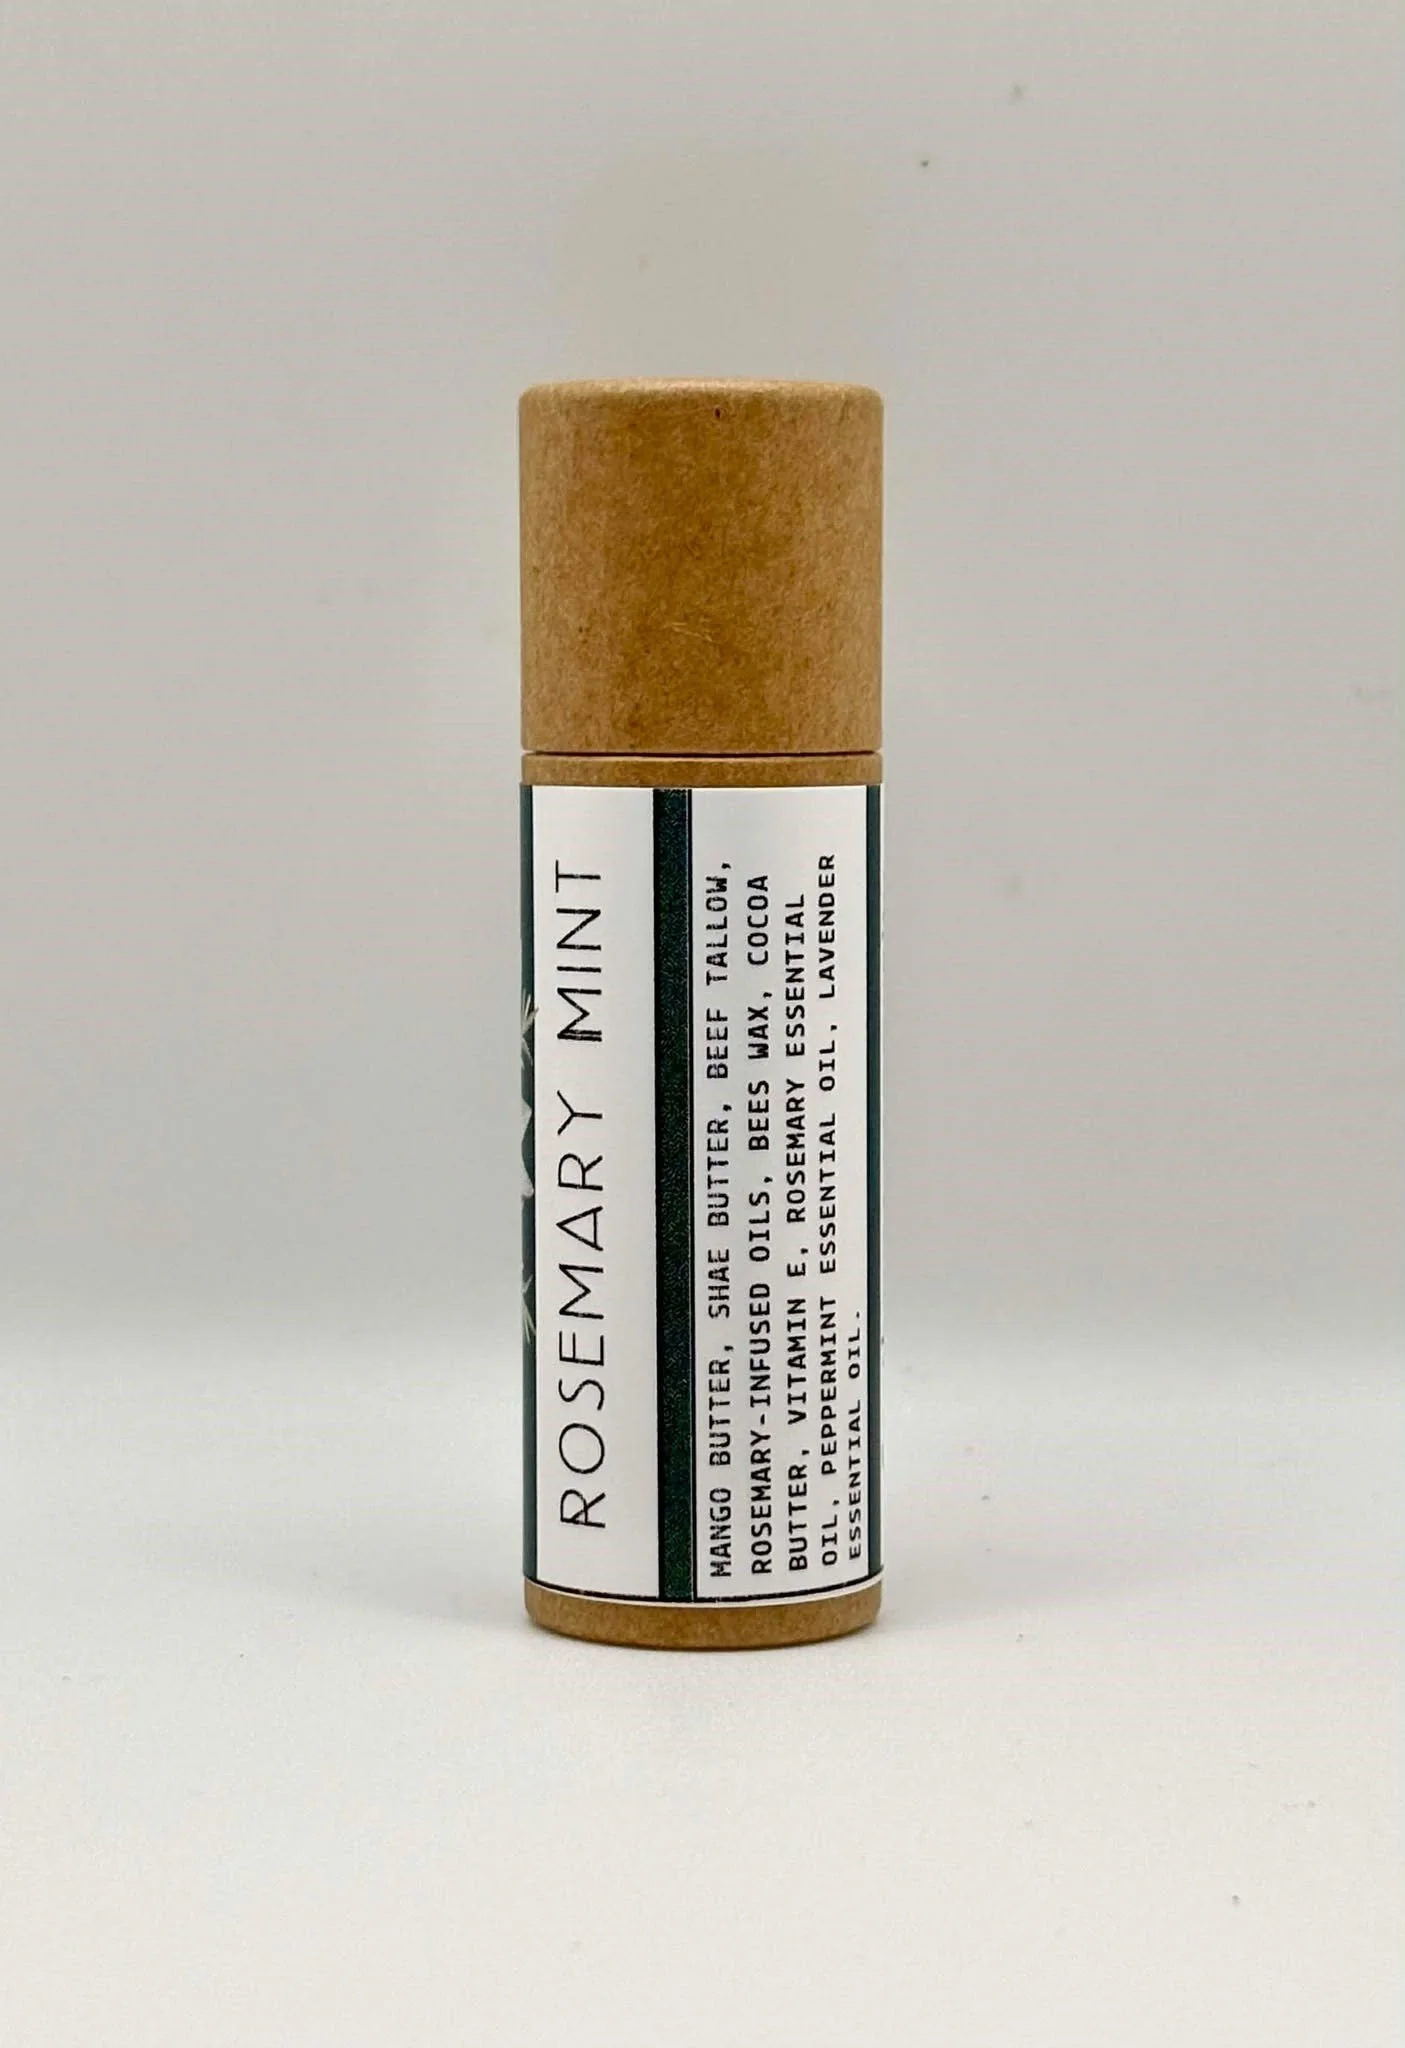 ROSEMARY MINT
MANGO BUTTER, SHAE BUTTER, BEEF TALLOW,
ROSEMARY-INFUSED OILS, BEES WAX, COCOA
BUTTER, VITAMIN E, ROSEMARY ESSENTIAL
OIL, PEPPERMINT ESSENTIAL OIL, LAVENDER
ESSENTIAL OIL.